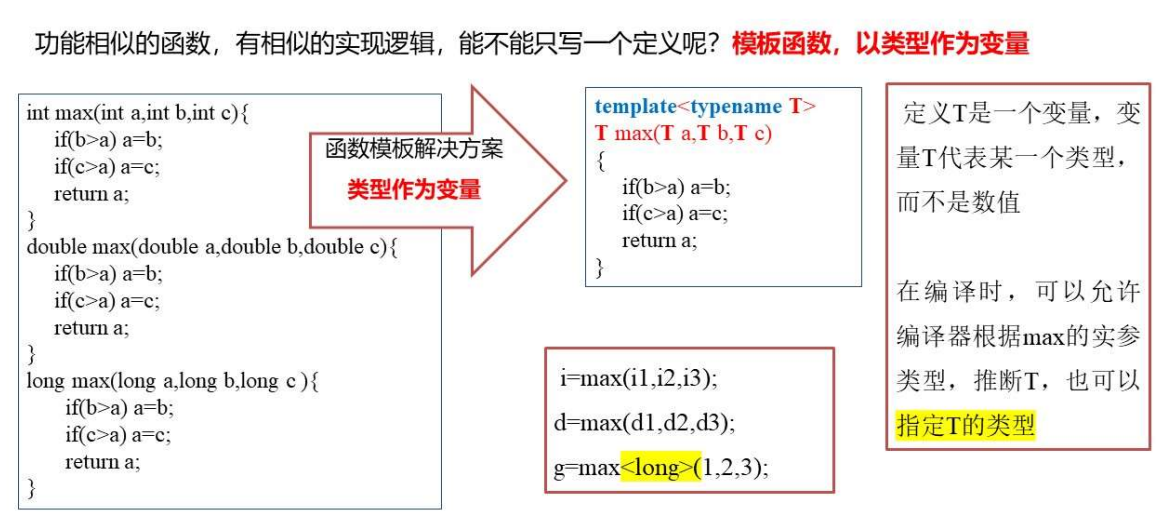 功能相似的函数，有相似的实现逻辑，能不能只写一个定义呢？模板函数，以类型作为变量
int max(int a,int b,int c){
if(b>a) a=b;
if(c>a) a=c;
return a;
}
double max(double a,double b,double c){
if(b>a) a=b;
if(c>a) a=c;
return a;
}
long max(long a,long b,long c ){
if(b>a) a=b;
if(c>a) a=c;
return a;
}
函数模板解决方案
类型作为变量
template<typename T>
T max(T a,T b,T c)
{
if(b>a) a=b;
if(c>a) a=c;
return a;
}
i=max(i1,i2,i3);
d=max(d1,d2,d3);
g=max<long>(1,2,3);
定义T是一个变量，变
量T代表某一个类型，
而不是数值
在编译时，可以允许
编译器根据max的实参
类型，推断T，也可以
指定T的类型